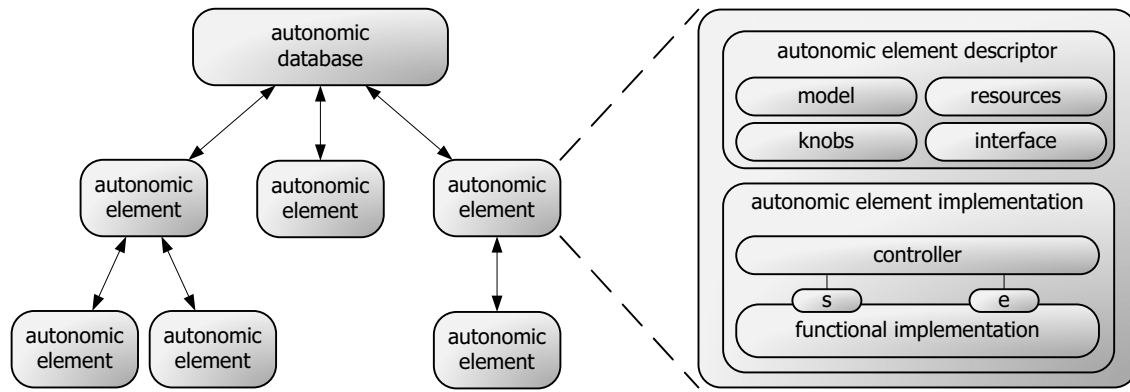 autonomic
database
autonomic
element
autonomic
element
autonomic
element
autonomic
element
autonomic
element
autonomic
element
autonomic element descriptor
model
resources
knobs
interface
autonomic element implementation
controller
s
e
functional implementation